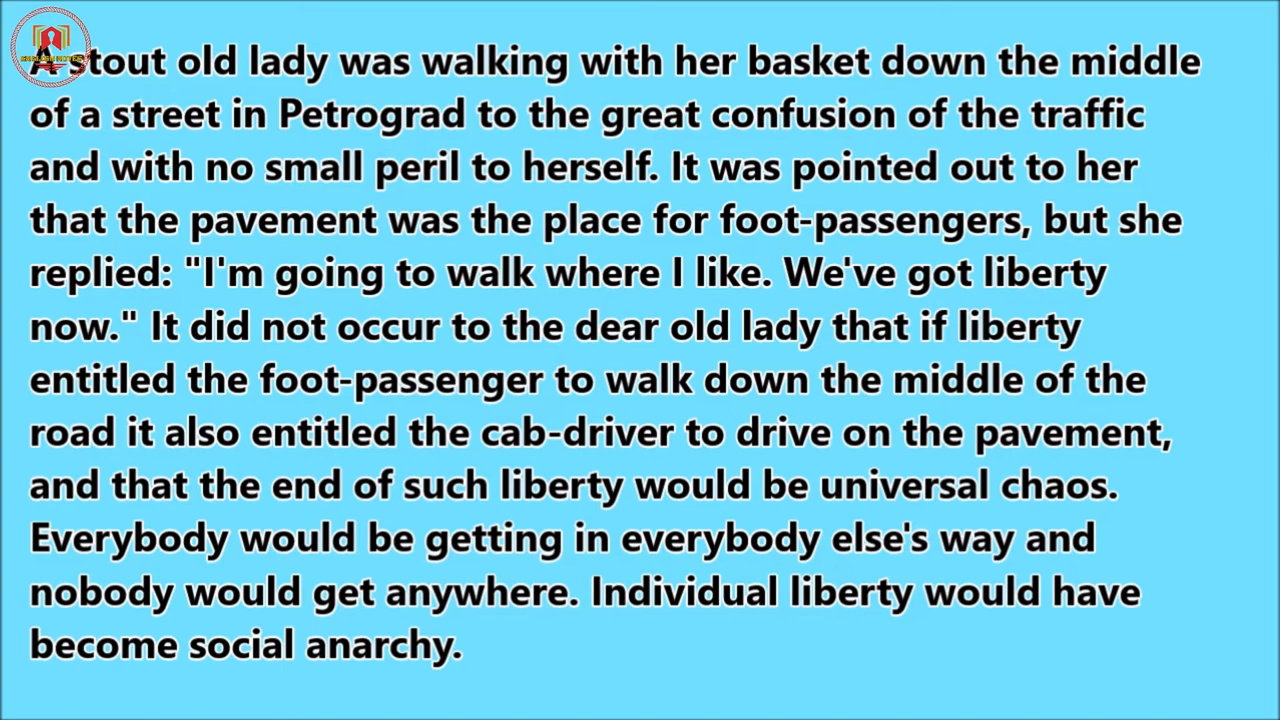 A stout old lady was walking with her basket down the middle
of a street in Petrograd to the great confusion of the traffic
and with no small peril to herself. It was pointed out to her
that the pavement was the place for foot-passengers, but she
replied: "I'm going to walk where I like. We've got liberty
now." It did not occur to the dear old lady that if liberty
entitled the foot-passenger to walk down the middle of the
road it also entitled the cab-driver to drive on the pavement,
and that the end of such liberty would be universal chaos.
Everybody would be getting in everybody else's way and
nobody would get anywhere. Individual liberty would have
become social anarchy.